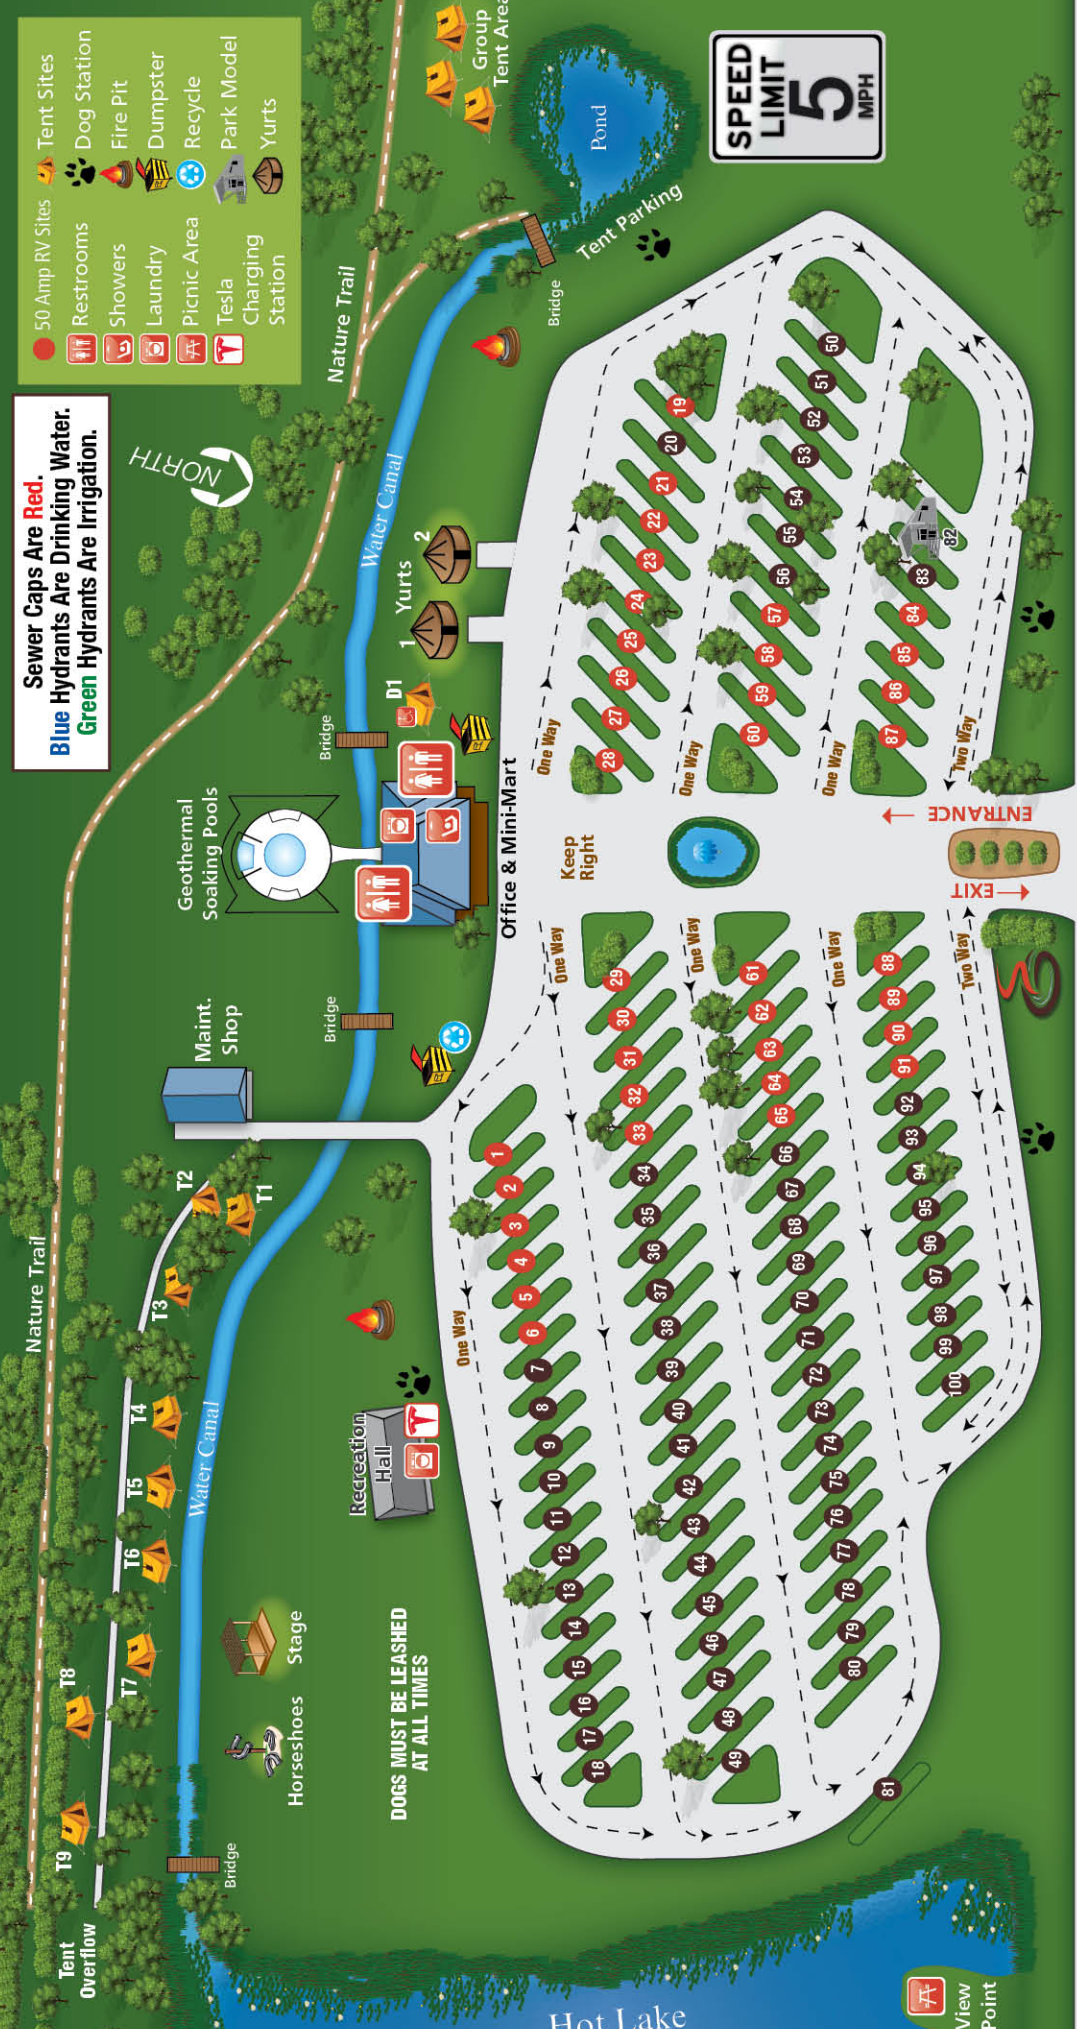 Sewer Caps Are Red.
Blue Hydrants Are Drinking Water.
Green Hydrants Are Irrigation.
50 Amp RV Sites
Restrooms
Showers
Laundry
Picnic Area
Tesla
Charging
Station
Tent Sites
Dog Station
Fire Pit
Dumpster
Recycle
Park Model
Yurts
NORTH
Tent
Overflow
T9
T8
T7
T6
T5
T4
T3
T2
T1
Nature Trail
Nature Trail
Maint.
Shop
Geothermal
Soaking Pools
Water Canal
Water Canal
Bridge
Bridge
Bridge
Bridge
Group
Tent Area
Pond
Tent Parking
SPEED
LIMIT
5
MPH
Horseshoes
Stage
DOGS MUST BE LEASHED
AT ALL TIMES
Recreation
Hall
D1
Yurts
1
2
Office & Mini-Mart
Keep
Right
One Way
One Way
One Way
One Way
One Way
One Way
One Way
Two Way
Two Way
EXIT
ENTRANCE
18 17 16 15 14 13 12 11 10 9 8 7 6 5 4 3 2 1
49 48 47 46 45 44 43 42 41 40 39 38 37 36 35 34 33 32 31 30 29
28 27 26 25 24 23 22 21 20 19
80 79 78 77 76 75 74 73 72 71 70 69 68 67 66 65 64 63 62 61
60 59 58 57 56 55 54 53 52 51 50
81
100 99 98 97 96 95 94 93 92 91 90 89 88
87 86 85 84 83 82
Hot Lake
View
Point